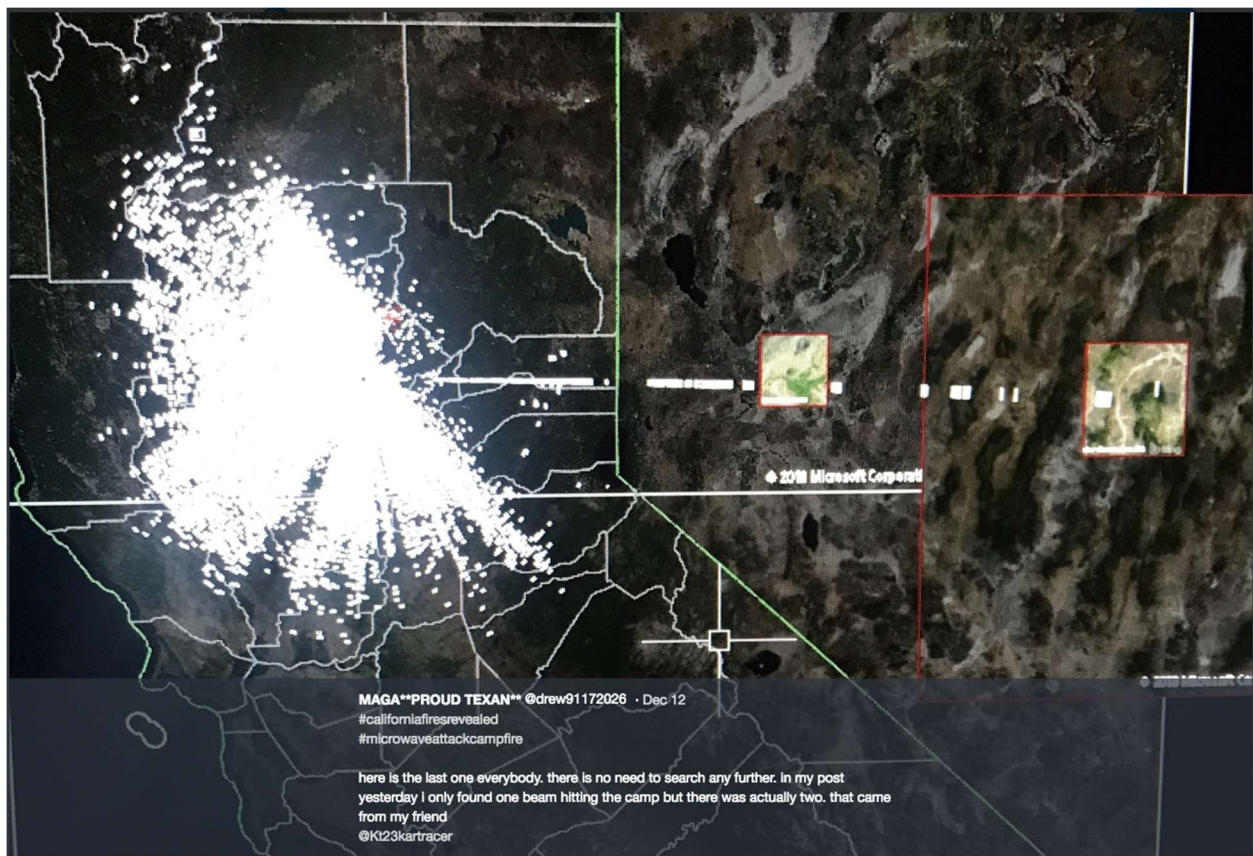 © 2018 Microsoft Corporati
MAGA**PROUD TEXAN** @drew91172026 · Dec 12
#californiafiresrevealed
#microwaveattackcampfire
here is the last one everybody. there is no need to search any further. in my post
yesterday i only found one beam hitting the camp but there was actually two. that came
from my friend
@Kt23kartracer